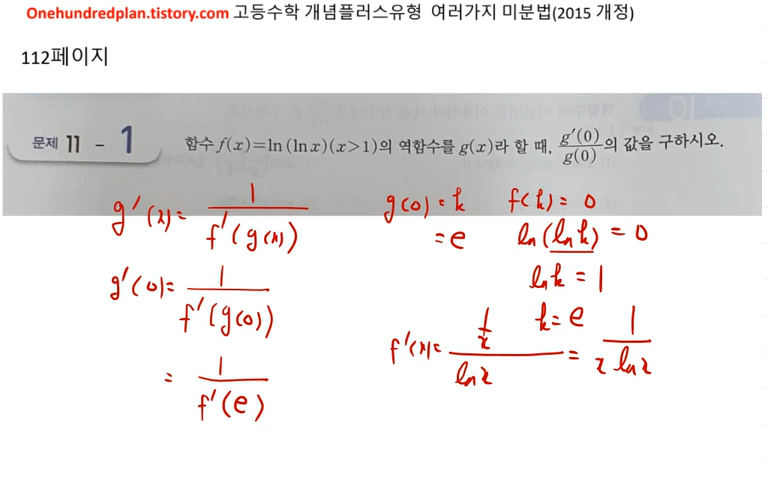 Onehundredplan.tistory.com 고등수학 개념플러스유형 여러가지 미분법(2015 개정)
112페이지
문제 11 - 1 함수 f(x)=ln(ln x)(x>1)의 역함수를 g(x)라 할 때, g'(0)/g(0)의 값을 구하시오.
g'(x)= 1/f'(g(x))
g(0)=k f(k)=0
=e ln(ln k)=0
ln k=1
k=e
g'(0)= 1/f'(g(0))
f'(x)= (1/x)/ln x = 1/(x ln x)
= 1/f'(e)